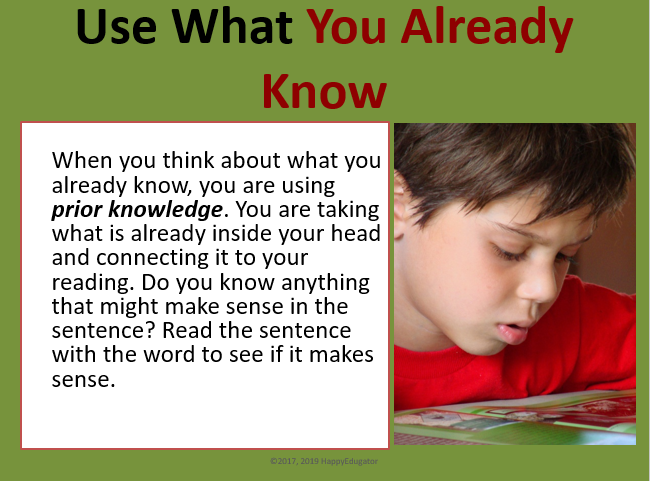 Use What You Already
Know
When you think about what you
already know, you are using
prior knowledge. You are taking
what is already inside your head
and connecting it to your
reading. Do you know anything
that might make sense in the
sentence? Read the sentence
with the word to see if it makes
sense.
©2017, 2019 HappyEdugator